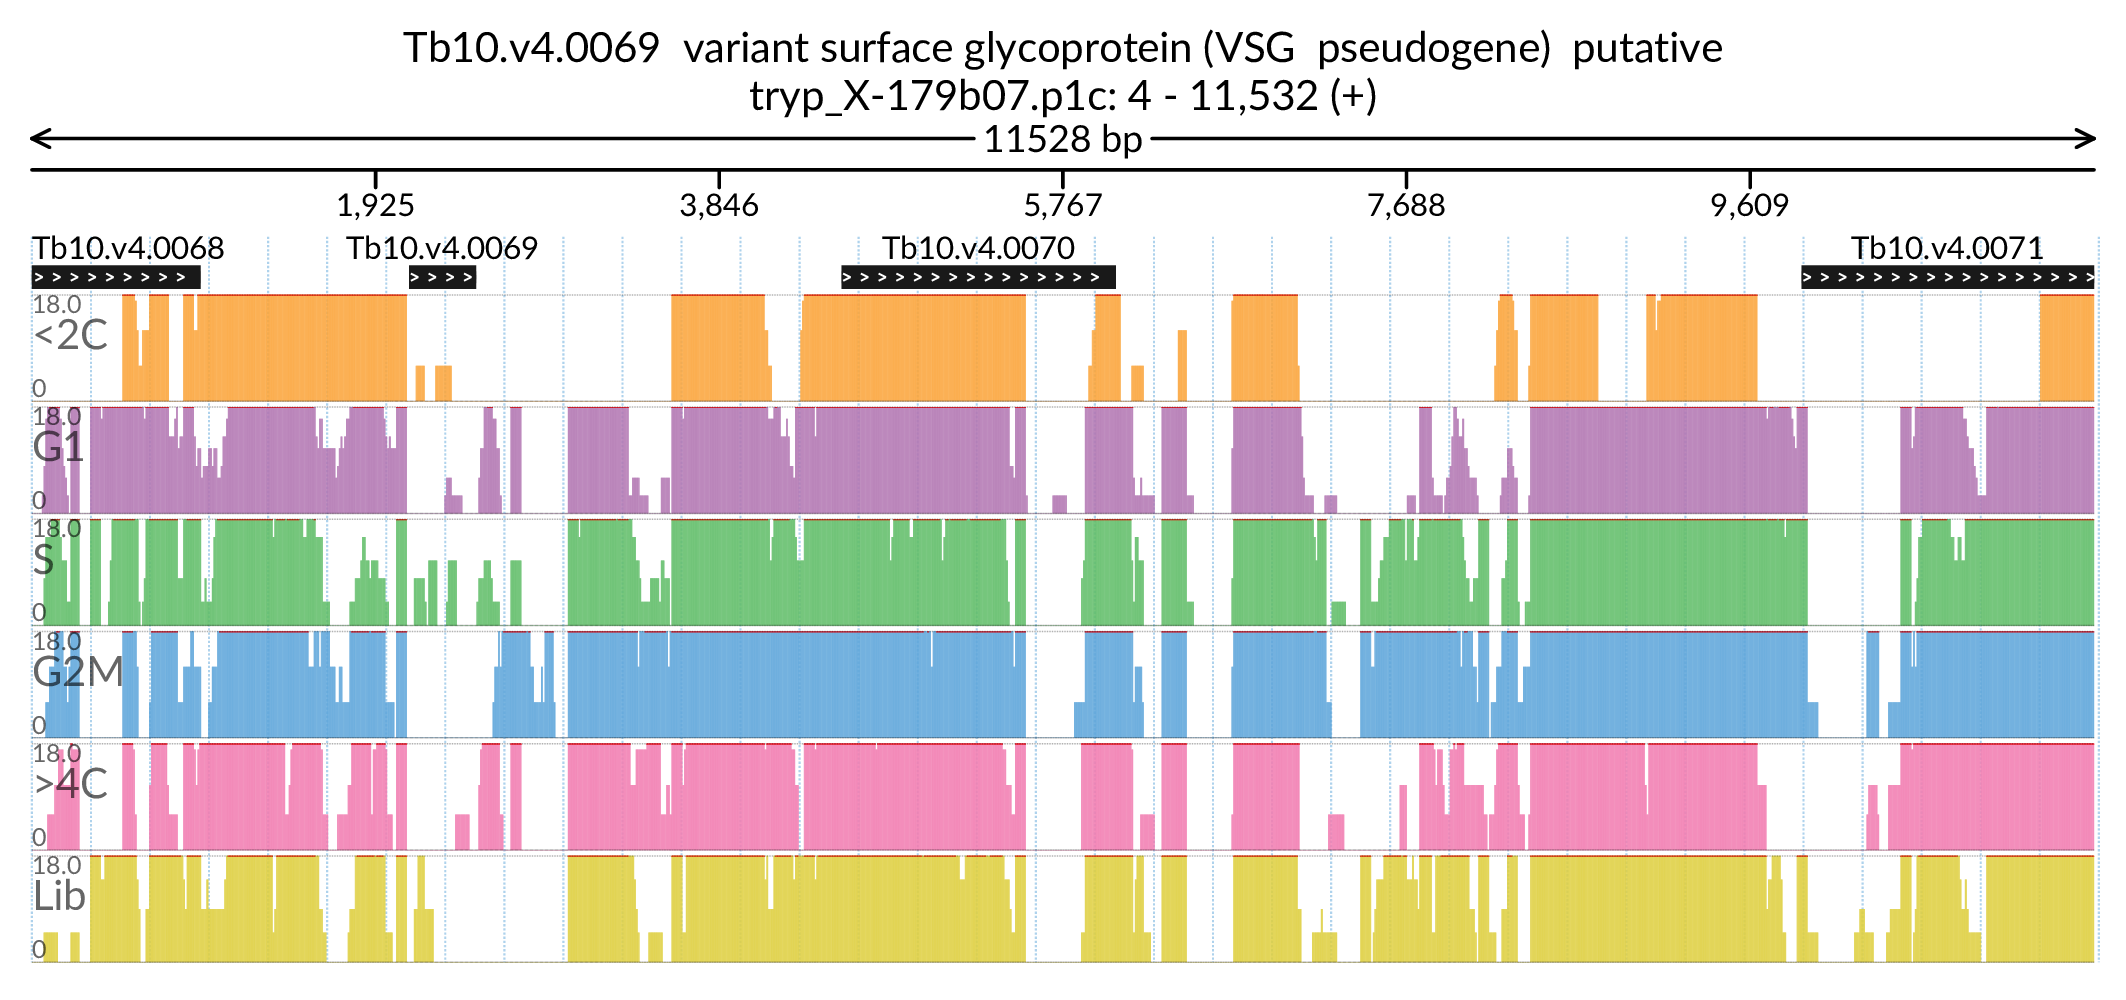 Tb10.v4.0069 variant surface glycoprotein (VSG pseudogene) putative
tryp_X-179b07.p1c: 4 - 11,532 (+)
11528 bp
1,925 3,846 5,767 7,688 9,609
Tb10.v4.0068 Tb10.v4.0069 Tb10.v4.0070 Tb10.v4.0071
18.0
<2C
0
18.0
G1
0
18.0
S
0
18.0
G2M
0
18.0
>4C
0
18.0
Lib
0